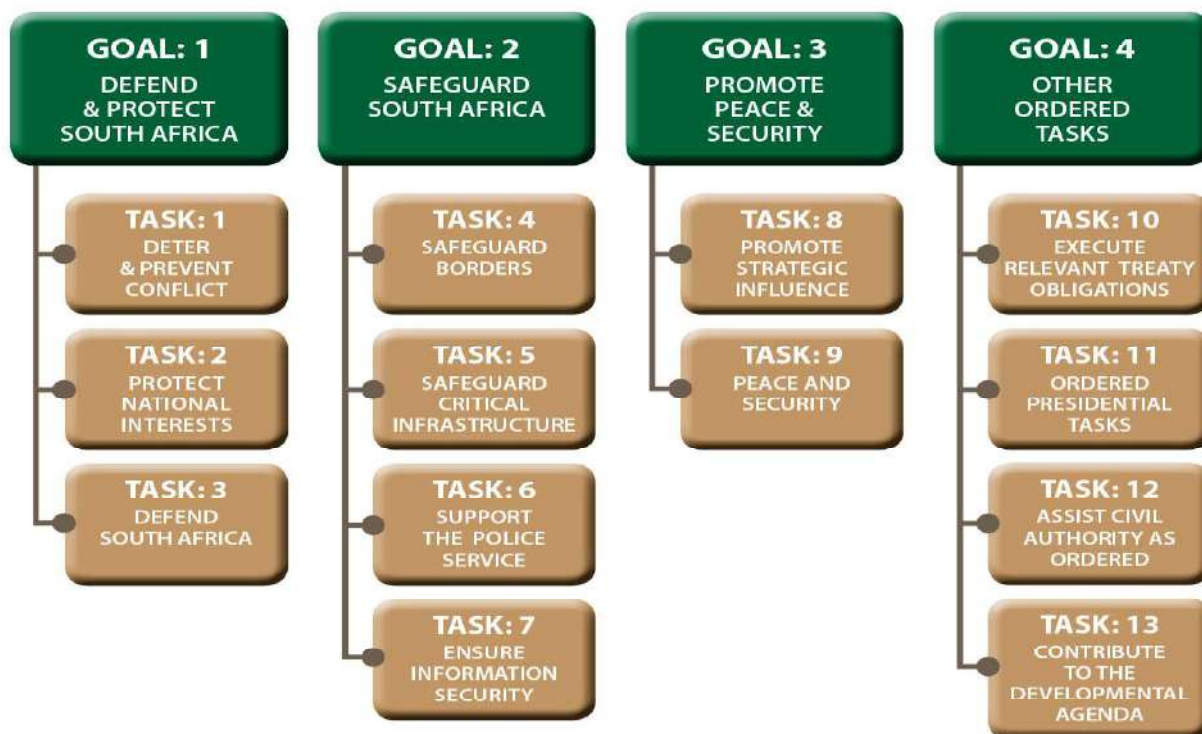 GOAL: 1
DEFEND
& PROTECT
SOUTH AFRICA
TASK: 1
DETER
& PREVENT
CONFLICT
TASK: 2
PROTECT
NATIONAL
INTERESTS
TASK: 3
DEFEND
SOUTH AFRICA
GOAL: 2
SAFEGUARD
SOUTH AFRICA
TASK: 4
SAFEGUARD
BORDERS
TASK: 5
SAFEGUARD
CRITICAL
INFRASTRUCTURE
TASK: 6
SUPPORT
THE POLICE
SERVICE
TASK: 7
ENSURE
INFORMATION
SECURITY
GOAL: 3
PROMOTE
PEACE &
SECURITY
TASK: 8
PROMOTE
STRATEGIC
INFLUENCE
TASK: 9
PEACE AND
SECURITY
GOAL: 4
OTHER
ORDERED
TASKS
TASK: 10
EXECUTE
RELEVANT TREATY
OBLIGATIONS
TASK: 11
ORDERED
PRESIDENTIAL
TASKS
TASK: 12
ASSIST CIVIL
AUTHORITY AS
ORDERED
TASK: 13
CONTRIBUTE
TO THE
DEVELOPMENTAL
AGENDA